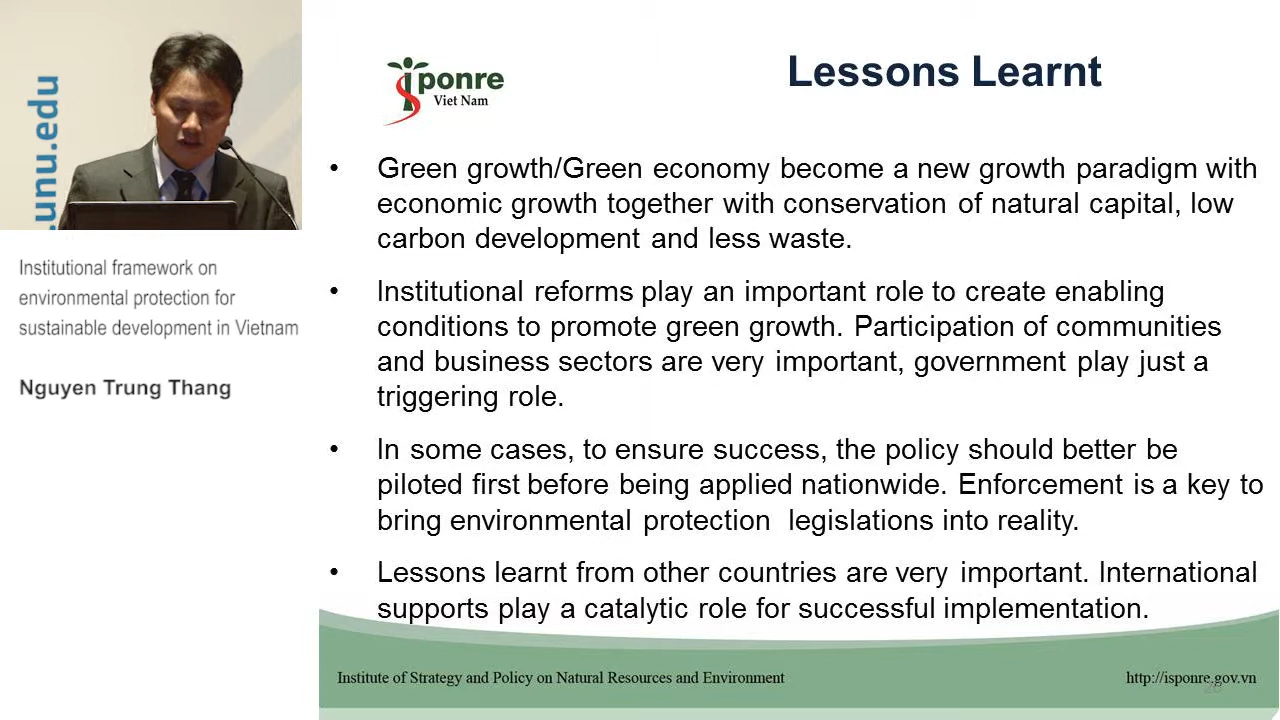 .unu.edu
Institutional framework on
environmental protection for
sustainable development in Vietnam
Nguyen Trung Thang
isponre
Viet Nam
Lessons Learnt
• Green growth/Green economy become a new growth paradigm with
economic growth together with conservation of natural capital, low
carbon development and less waste.
• Institutional reforms play an important role to create enabling
conditions to promote green growth. Participation of communities
and business sectors are very important, government play just a
triggering role.
• In some cases, to ensure success, the policy should better be
piloted first before being applied nationwide. Enforcement is a key to
bring environmental protection  legislations into reality.
• Lessons learnt from other countries are very important. International
supports play a catalytic role for successful implementation.
Institute of Strategy and Policy on Natural Resources and Environment
http://isponre.gov.vn